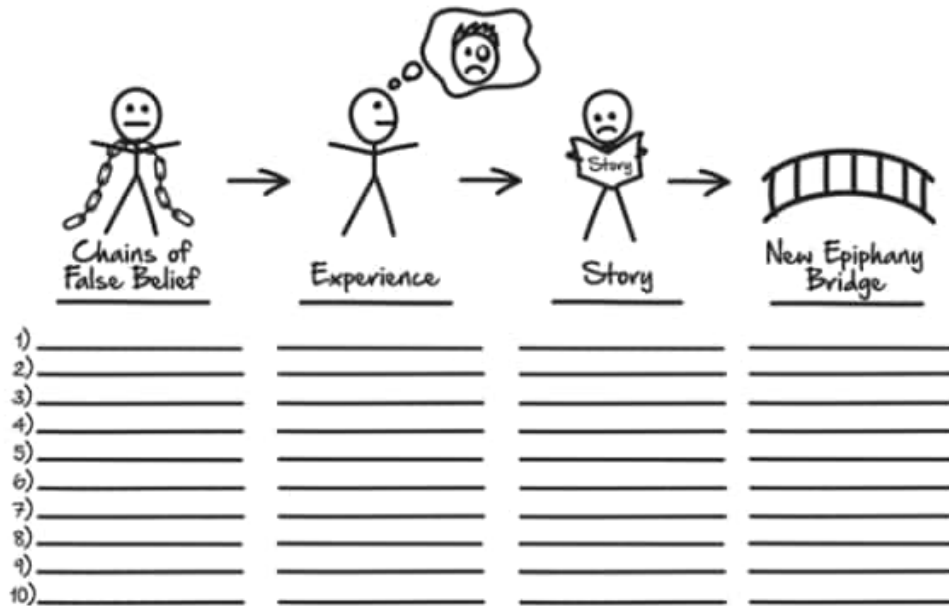 Story
Chains of
False Belief
Experience
Story
New Epiphany
Bridge
1)
2)
3)
4)
5)
6)
7)
8)
9)
10)